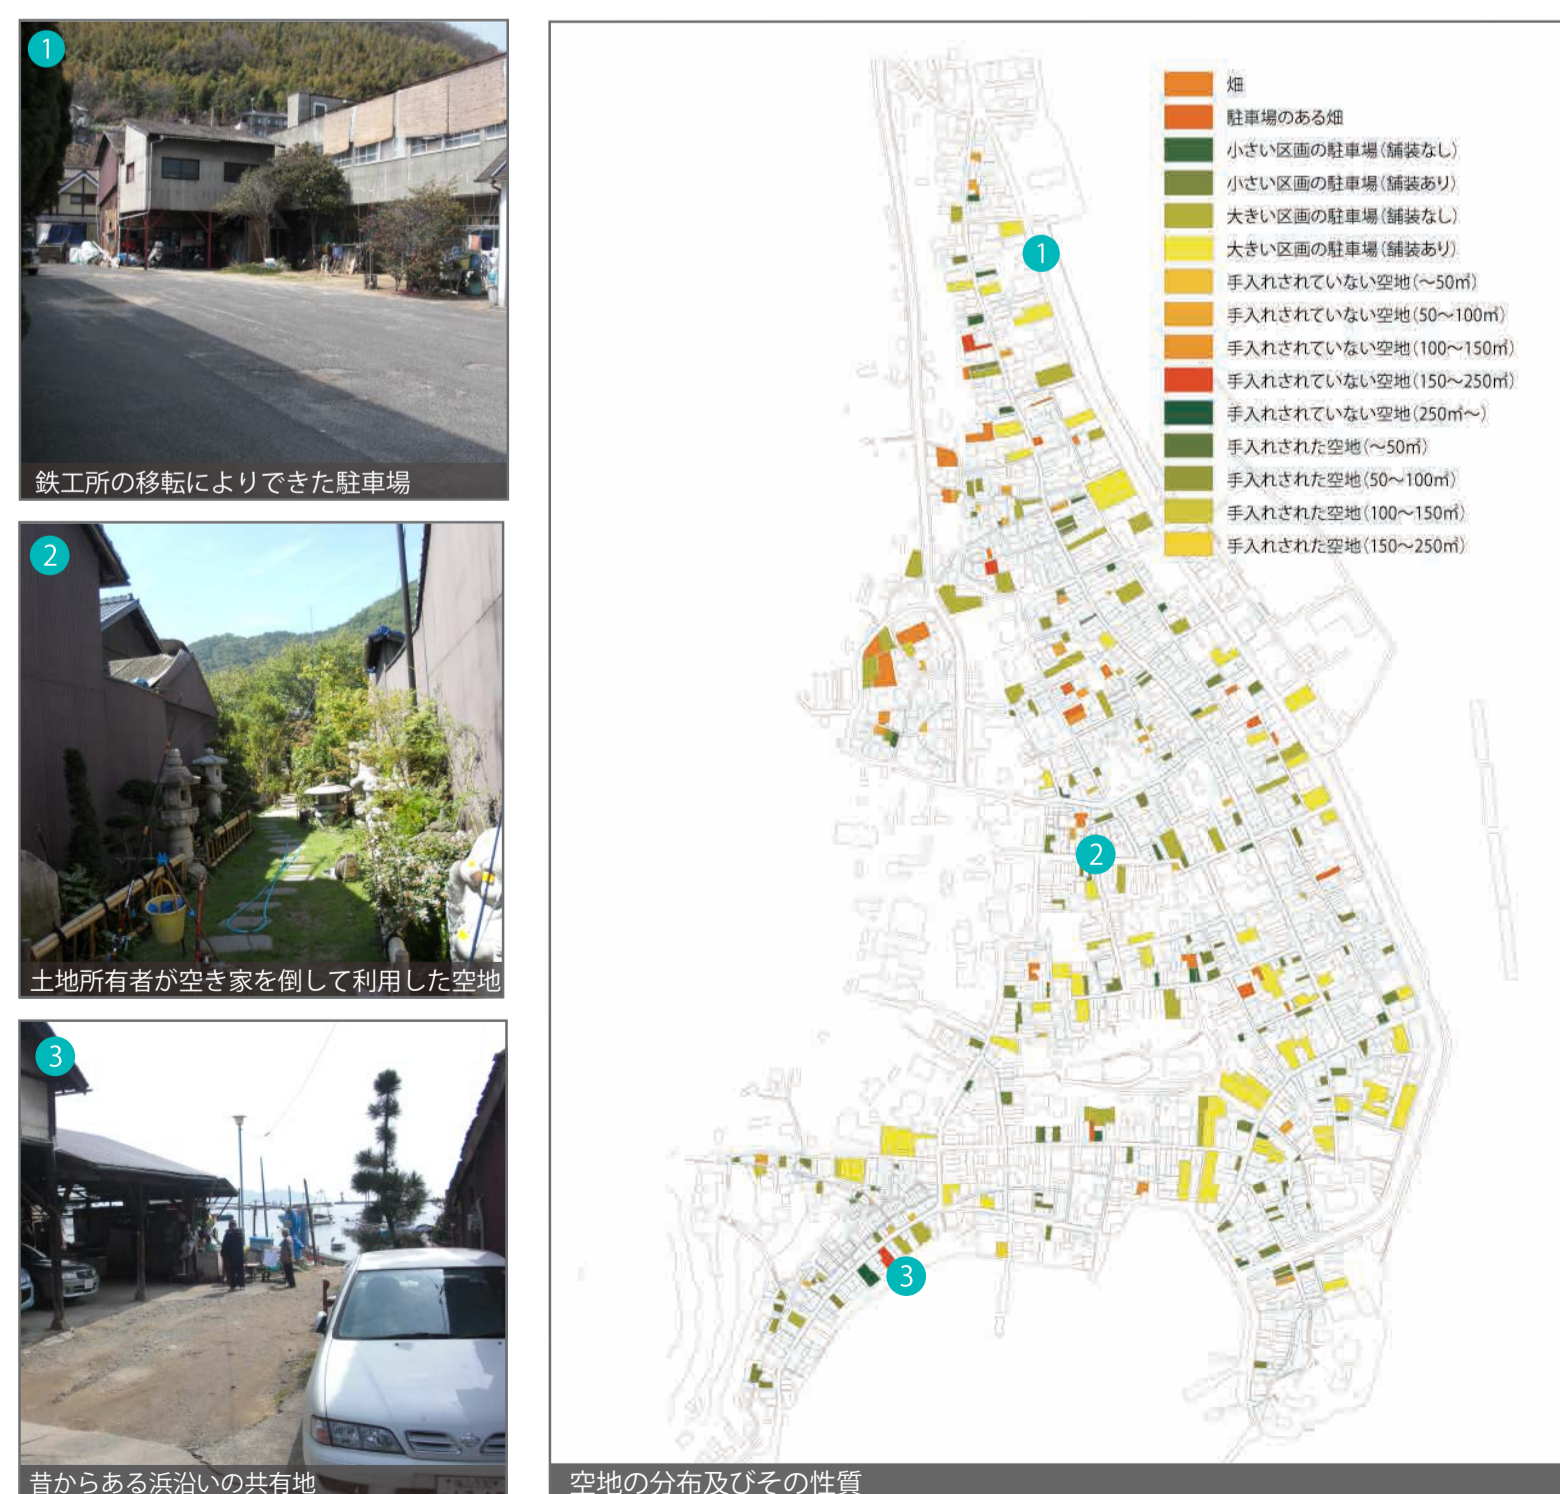 1
鉄工所の移転によりできた駐車場
2
土地所有者が空き家を倒して利用した空地
3
昔からある浜沿いの共有地
畑
駐車場のある畑
小さい区画の駐車場(舗装なし)
小さい区画の駐車場(舗装あり)
大きい区画の駐車場(舗装なし)
大きい区画の駐車場(舗装あり)
手入れされていない空地(〜50㎡)
手入れされていない空地(50〜100㎡)
手入れされていない空地(100〜150㎡)
手入れされていない空地(150〜250㎡)
手入れされていない空地(250㎡〜)
手入れされた空地(〜50㎡)
手入れされた空地(50〜100㎡)
手入れされた空地(100〜150㎡)
手入れされた空地(150〜250㎡)
1
2
3
空地の分布及びその性質